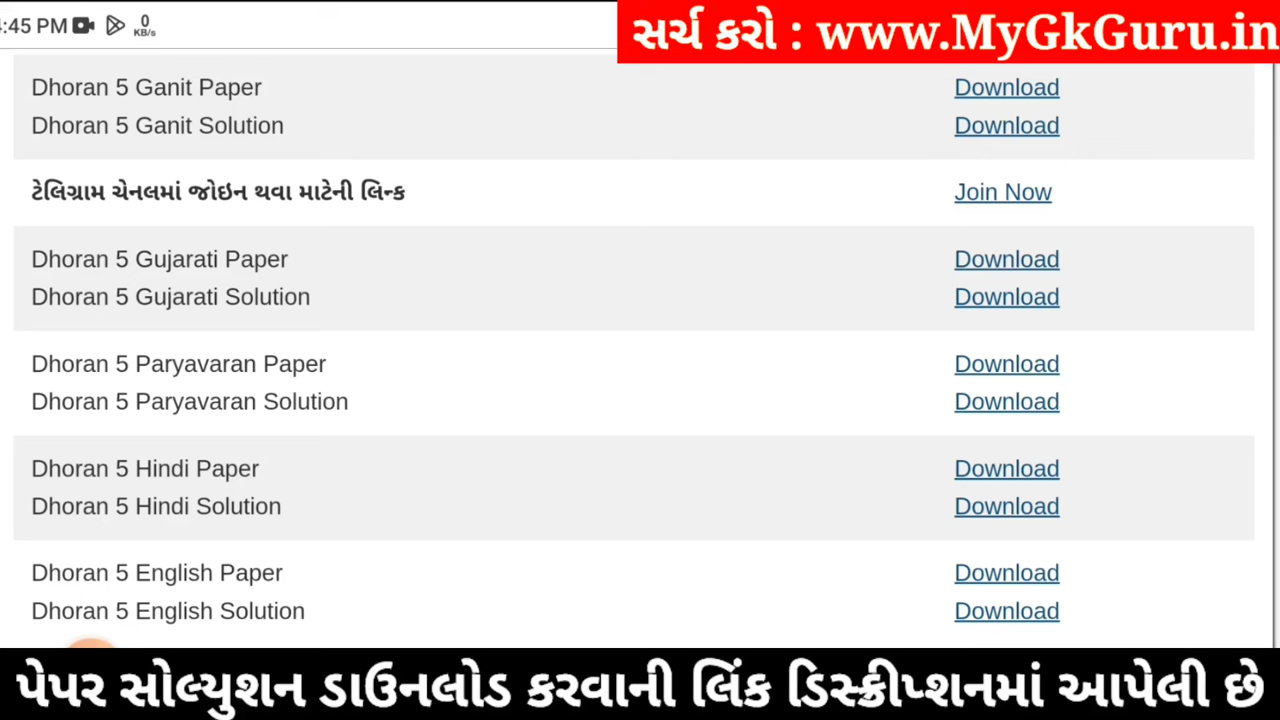 :45 PM 0 KB/s
સર્ચ કરો : www.MyGkGuru.in
Dhoran 5 Ganit Paper Download
Dhoran 5 Ganit Solution Download
ટેલિગ્રામ ચેનલમાં જોઇન થવા માટેની લિન્ક Join Now
Dhoran 5 Gujarati Paper Download
Dhoran 5 Gujarati Solution Download
Dhoran 5 Paryavaran Paper Download
Dhoran 5 Paryavaran Solution Download
Dhoran 5 Hindi Paper Download
Dhoran 5 Hindi Solution Download
Dhoran 5 English Paper Download
Dhoran 5 English Solution Download
પેપર સોલ્યુશન ડાઉનલોડ કરવાની લિંક ડિસ્ક્રીપ્શનમાં આપેલી છે